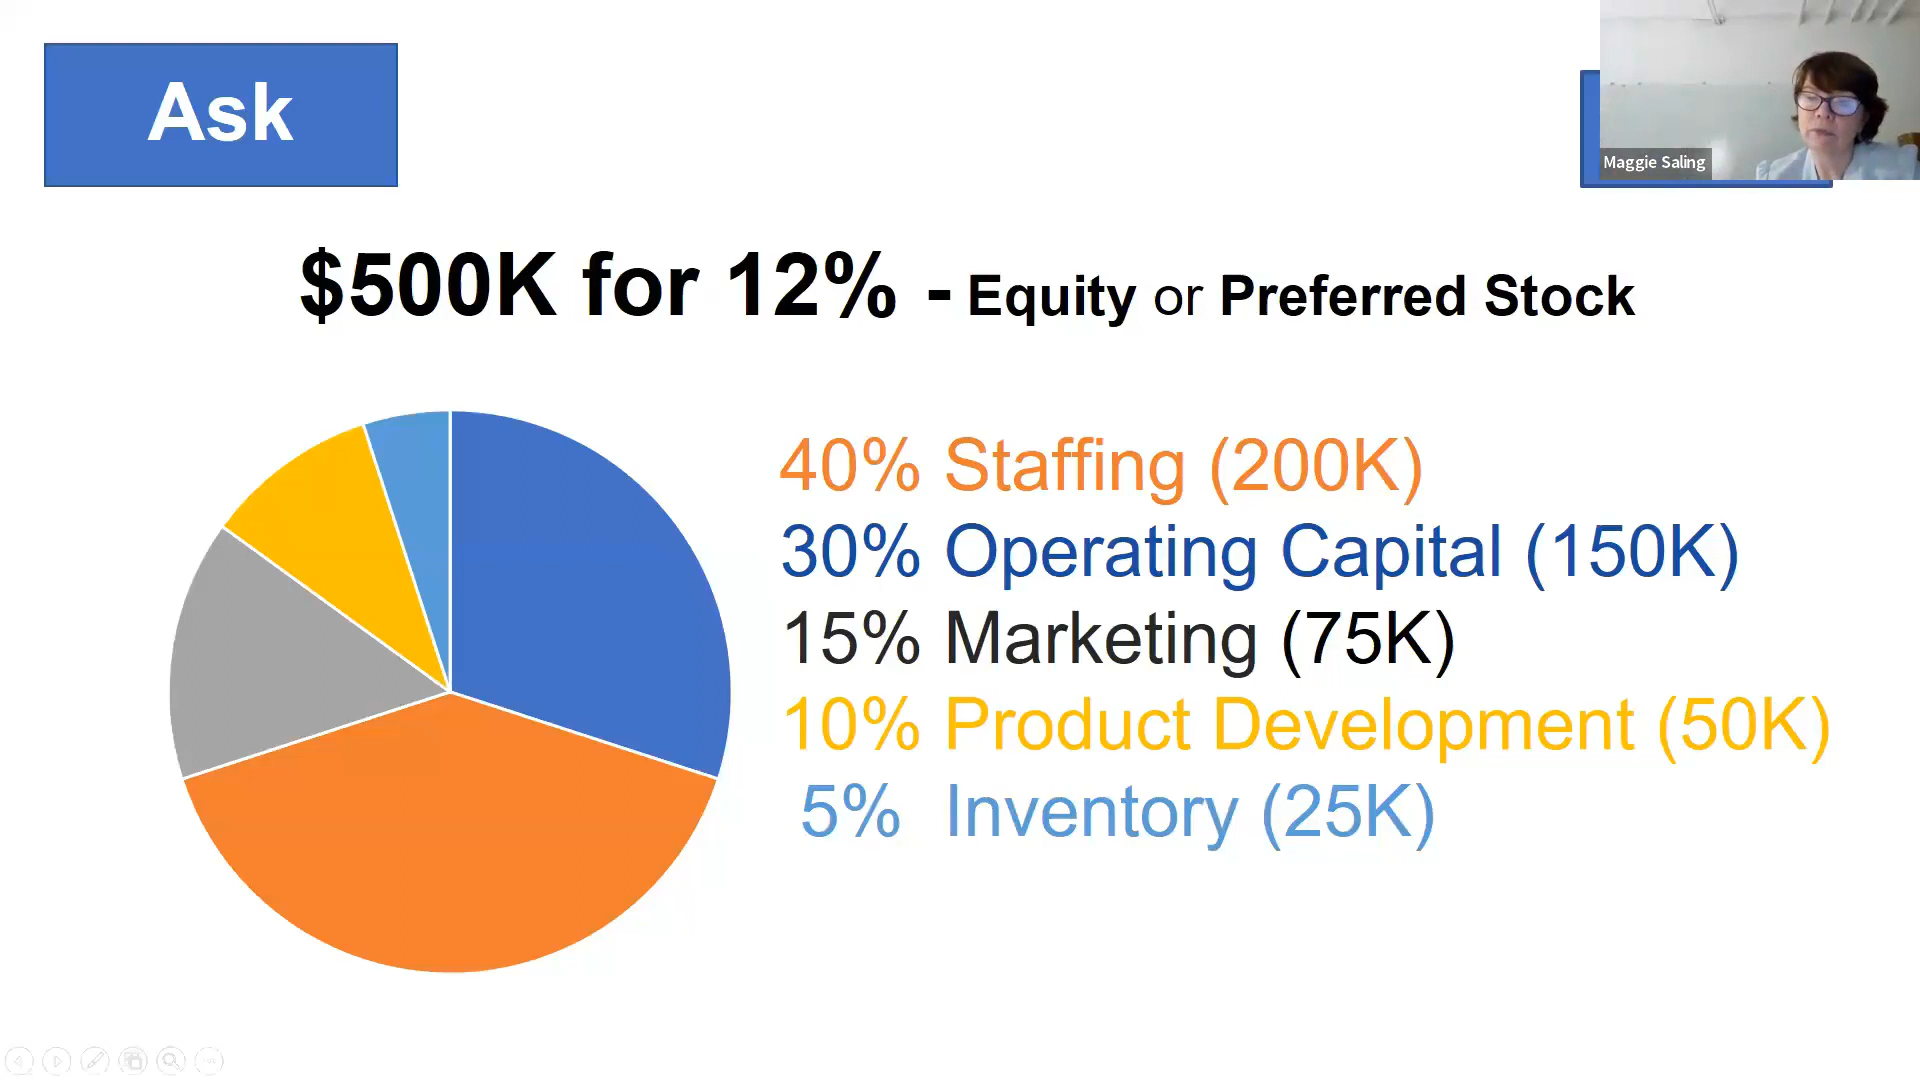 Ask
Maggie Saling
$500K for 12% - Equity or Preferred Stock
40% Staffing (200K)
30% Operating Capital (150K)
15% Marketing (75K)
10% Product Development (50K)
5% Inventory (25K)